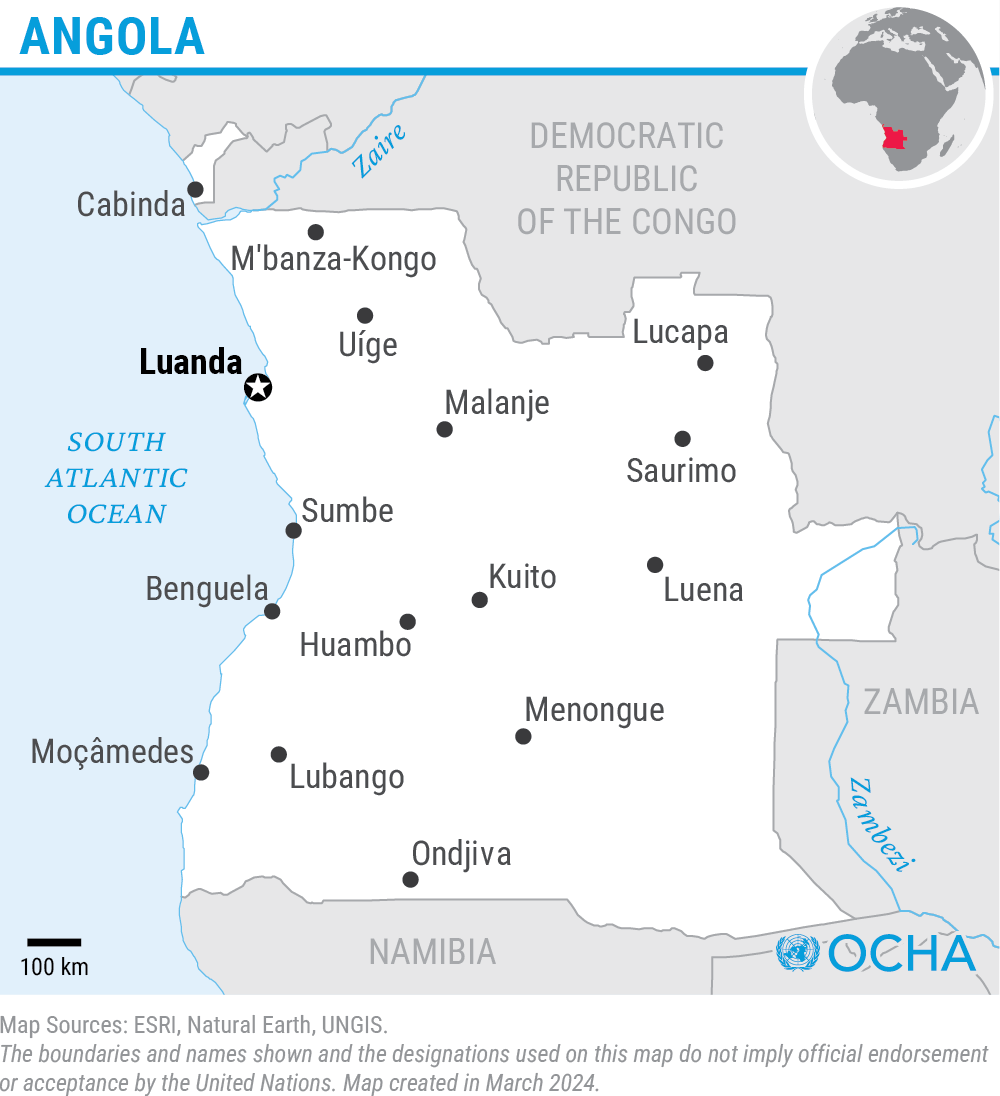 ANGOLA
Zaire
DEMOCRATIC
REPUBLIC
OF THE CONGO
Cabinda
M'banza-Kongo
Uíge
Lucapa
Luanda
Malanje
SOUTH
ATLANTIC
OCEAN
Saurimo
Sumbe
Kuito
Benguela
Luena
Huambo
ZAMBIA
Menongue
Moçâmedes
Lubango
Zambezi
Ondjiva
NAMIBIA
OCHA
100 km
Map Sources: ESRI, Natural Earth, UNGIS.
The boundaries and names shown and the designations used on this map do not imply official endorsement
or acceptance by the United Nations. Map created in March 2024.